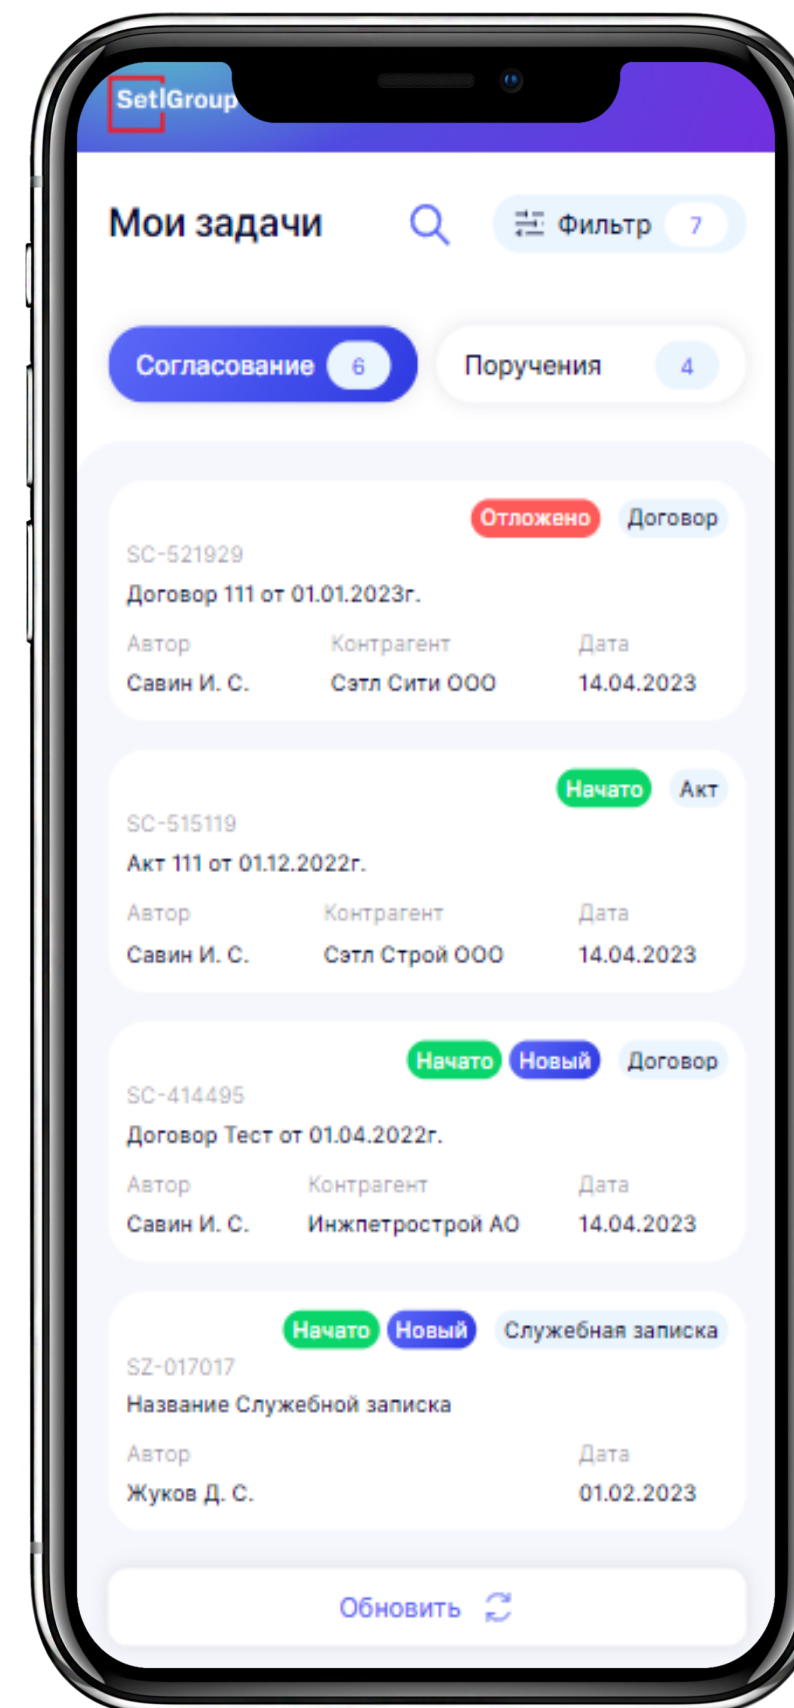 SetlGroup
Мои задачи Фильтр 7
Согласование 6 Поручения 4
Отложено Договор
SC-521929
Договор 111 от 01.01.2023г.
Автор Контрагент Дата
Савин И. С. Сэтл Сити ООО 14.04.2023
Начато Акт
SC-515119
Акт 111 от 01.12.2022г.
Автор Контрагент Дата
Савин И. С. Сэтл Строй ООО 14.04.2023
Начато Новый Договор
SC-414495
Договор Тест от 01.04.2022г.
Автор Контрагент Дата
Савин И. С. Инжпетрострой АО 14.04.2023
Начато Новый Служебная записка
SZ-017017
Название Служебной записка
Автор Дата
Жуков Д. С. 01.02.2023
Обновить